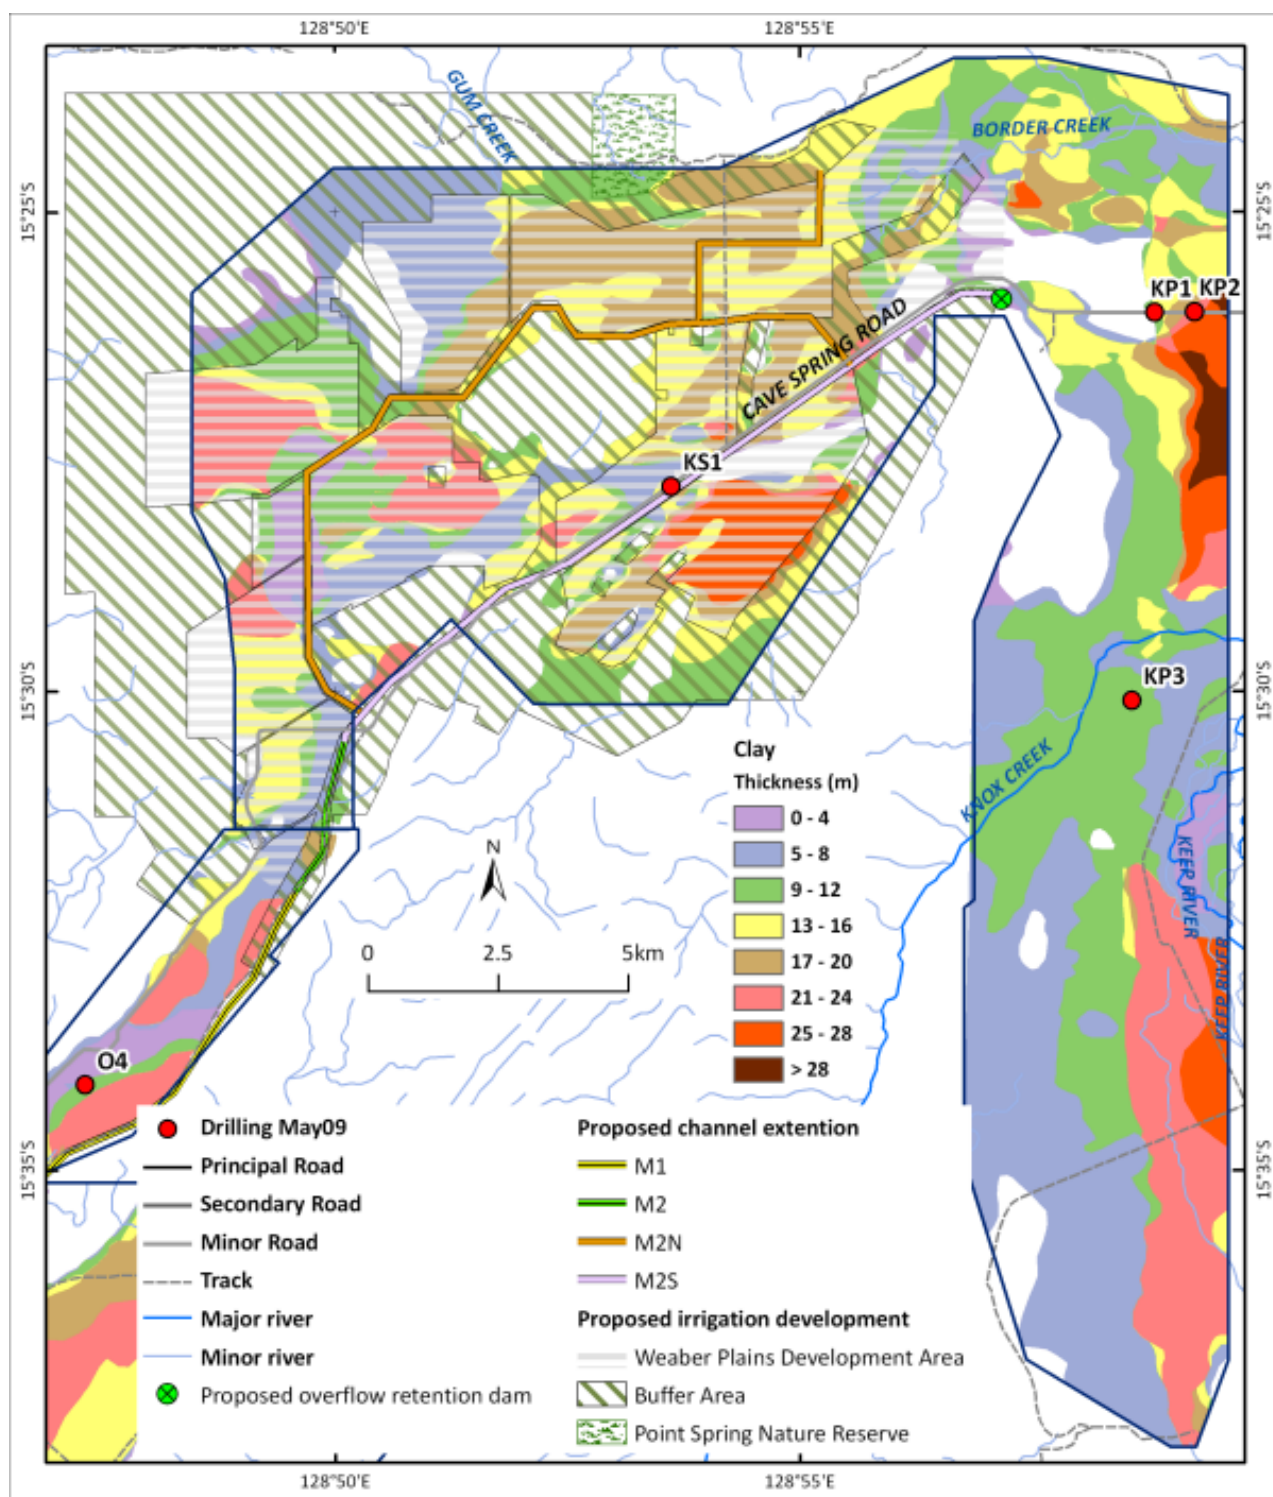 128°50'E
128°55'E
GUM CREEK
BORDER CREEK
15°25'S
15°25'S
KP1
KP2
CAVE SPRING ROAD
KS1
KP3
15°30'S
15°30'S
KNOX CREEK
KEEP RIVER
KEEP RIVER
Clay
Thickness (m)
0 - 4
5 - 8
9 - 12
13 - 16
17 - 20
21 - 24
25 - 28
> 28
N
0
2.5
5km
O4
15°35'S
15°35'S
Drilling May09
Principal Road
Secondary Road
Minor Road
Track
Major river
Minor river
Proposed overflow retention dam
Proposed channel extention
M1
M2
M2N
M2S
Proposed irrigation development
Weaber Plains Development Area
Buffer Area
Point Spring Nature Reserve
128°50'E
128°55'E